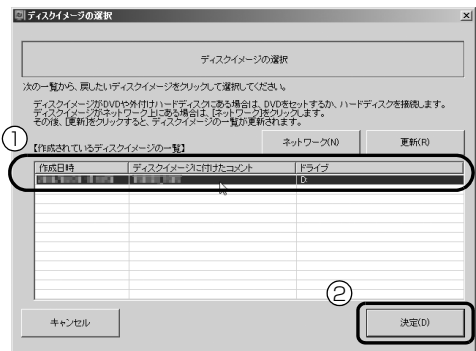 ディスクイメージの選択
ディスクイメージの選択
次の一覧から、戻したいディスクイメージをクリックして選択してください。
ディスクイメージがDVDや外付けハードディスクにある場合は、DVDをセットするか、ハードディスクを接続します。
ディスクイメージがネットワーク上にある場合は、[ネットワーク]をクリックします。
その後、[更新]をクリックすると、ディスクイメージの一覧が更新されます。
①
【作成されているディスクイメージの一覧】
ネットワーク(N)
更新(R)
作成日時 ディスクイメージに付けたコメント ドライブ
D:
②
キャンセル
決定(D)